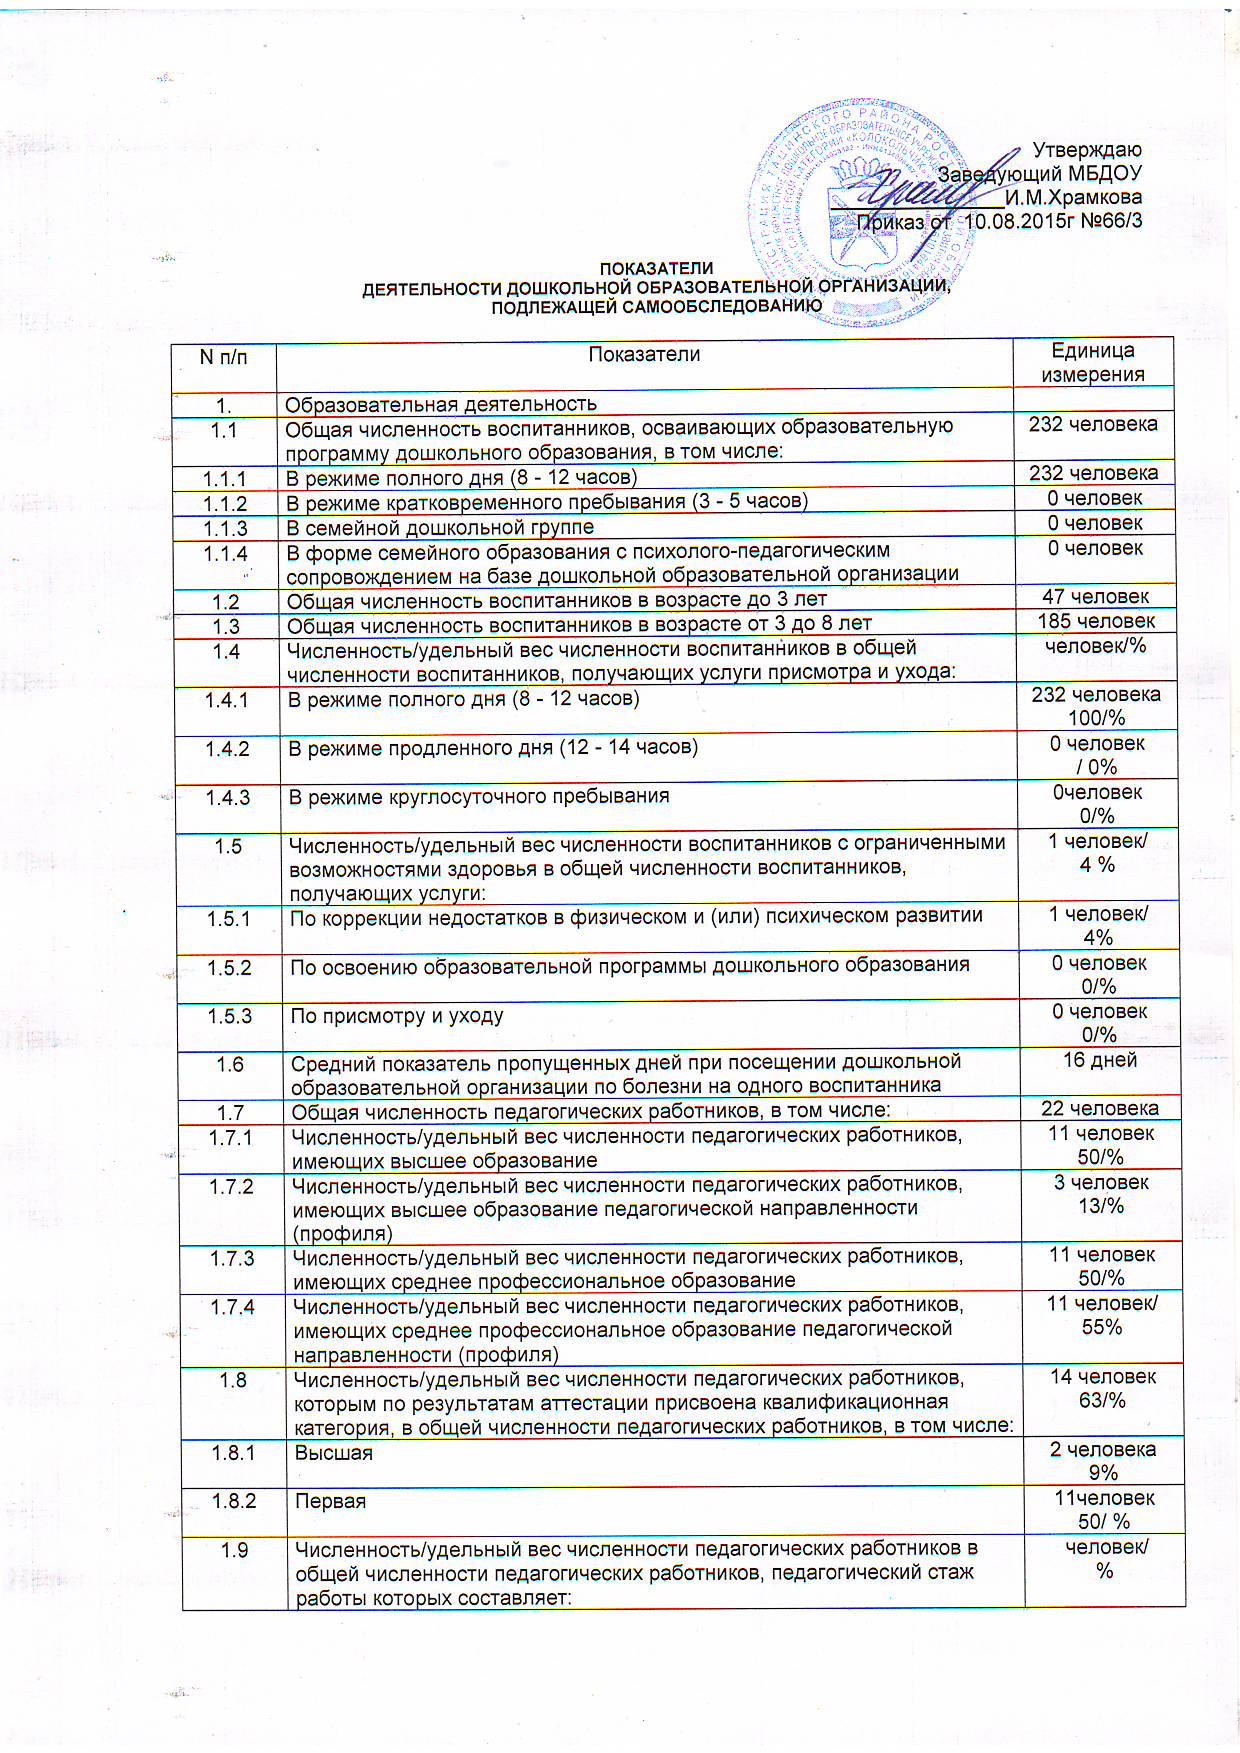 Утверждаю
Заведующий МБДОУ
И.М.Храмкова
Приказ от 10.08.2015г №66/3
ПОКАЗАТЕЛИ
ДЕЯТЕЛЬНОСТИ ДОШКОЛЬНОЙ ОБРАЗОВАТЕЛЬНОЙ ОРГАНИЗАЦИИ,
ПОДЛЕЖАЩЕЙ САМООБСЛЕДОВАНИЮ
N п/п Показатели Единица
измерения
1. Образовательная деятельность
1.1 Общая численность воспитанников, осваивающих образовательную 232 человека
программу дошкольного образования, в том числе:
1.1.1 В режиме полного дня (8 - 12 часов) 232 человека
1.1.2 В режиме кратковременного пребывания (3 - 5 часов) 0 человек
1.1.3 В семейной дошкольной группе 0 человек
1.1.4 В форме семейного образования с психолого-педагогическим 0 человек
сопровождением на базе дошкольной образовательной организации
1.2 Общая численность воспитанников в возрасте до 3 лет 47 человек
1.3 Общая численность воспитанников в возрасте от 3 до 8 лет 185 человек
1.4 Численность/удельный вес численности воспитанников в общей человек/%
численности воспитанников, получающих услуги присмотра и ухода:
1.4.1 В режиме полного дня (8 - 12 часов) 232 человека
100/%
1.4.2 В режиме продленного дня (12 - 14 часов) 0 человек
/ 0%
1.4.3 В режиме круглосуточного пребывания 0человек
0/%
1.5 Численность/удельный вес численности воспитанников с ограниченными 1 человек/
возможностями здоровья в общей численности воспитанников, 4 %
получающих услуги:
1.5.1 По коррекции недостатков в физическом и (или) психическом развитии 1 человек/
4%
1.5.2 По освоению образовательной программы дошкольного образования 0 человек
0/%
1.5.3 По присмотру и уходу 0 человек
0/%
1.6 Средний показатель пропущенных дней при посещении дошкольной 16 дней
образовательной организации по болезни на одного воспитанника
1.7 Общая численность педагогических работников, в том числе: 22 человека
1.7.1 Численность/удельный вес численности педагогических работников, 11 человек
имеющих высшее образование 50/%
1.7.2 Численность/удельный вес численности педагогических работников, 3 человек
имеющих высшее образование педагогической направленности 13/%
(профиля)
1.7.3 Численность/удельный вес численности педагогических работников, 11 человек
имеющих среднее профессиональное образование 50/%
1.7.4 Численность/удельный вес численности педагогических работников, 11 человек/
имеющих среднее профессиональное образование педагогической 55%
направленности (профиля)
1.8 Численность/удельный вес численности педагогических работников, 14 человек
которым по результатам аттестации присвоена квалификационная 63/%
категория, в общей численности педагогических работников, в том числе:
1.8.1 Высшая 2 человека
9%
1.8.2 Первая 11человек
50/ %
1.9 Численность/удельный вес численности педагогических работников в человек/
общей численности педагогических работников, педагогический стаж %
работы которых составляет: